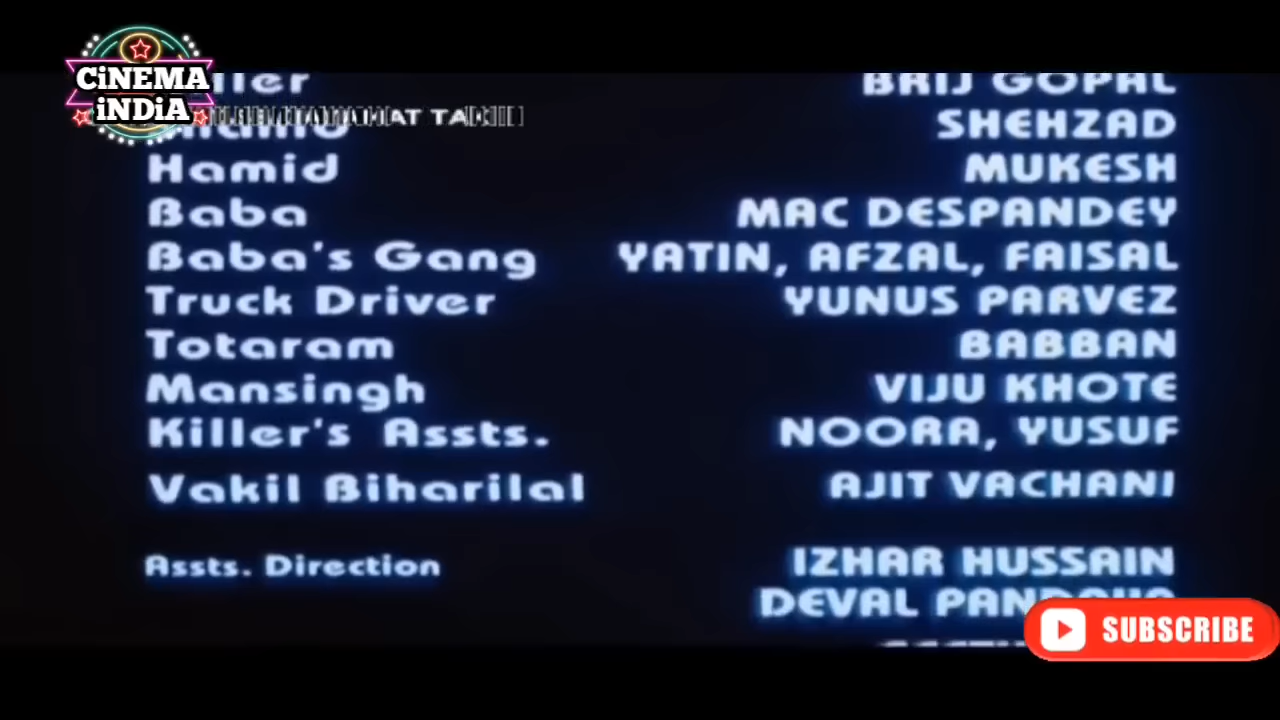 CiNEMA
iNDiA
BRIJ GOPAL
SHEHZAD
Hamid MUKESH
Baba MAC DESPANDEY
Baba's Gang YATIN, AFZAL, FAISAL
Truck Driver YUNUS PARVEZ
Totaram BABBAN
Mansingh VIJU KHOTE
Killer's Assts. NOORA, YUSUF
Vakil Biharilal AJIT VACHANI
Assts. Direction IZHAR HUSSAIN
DEVAL
SUBSCRIBE